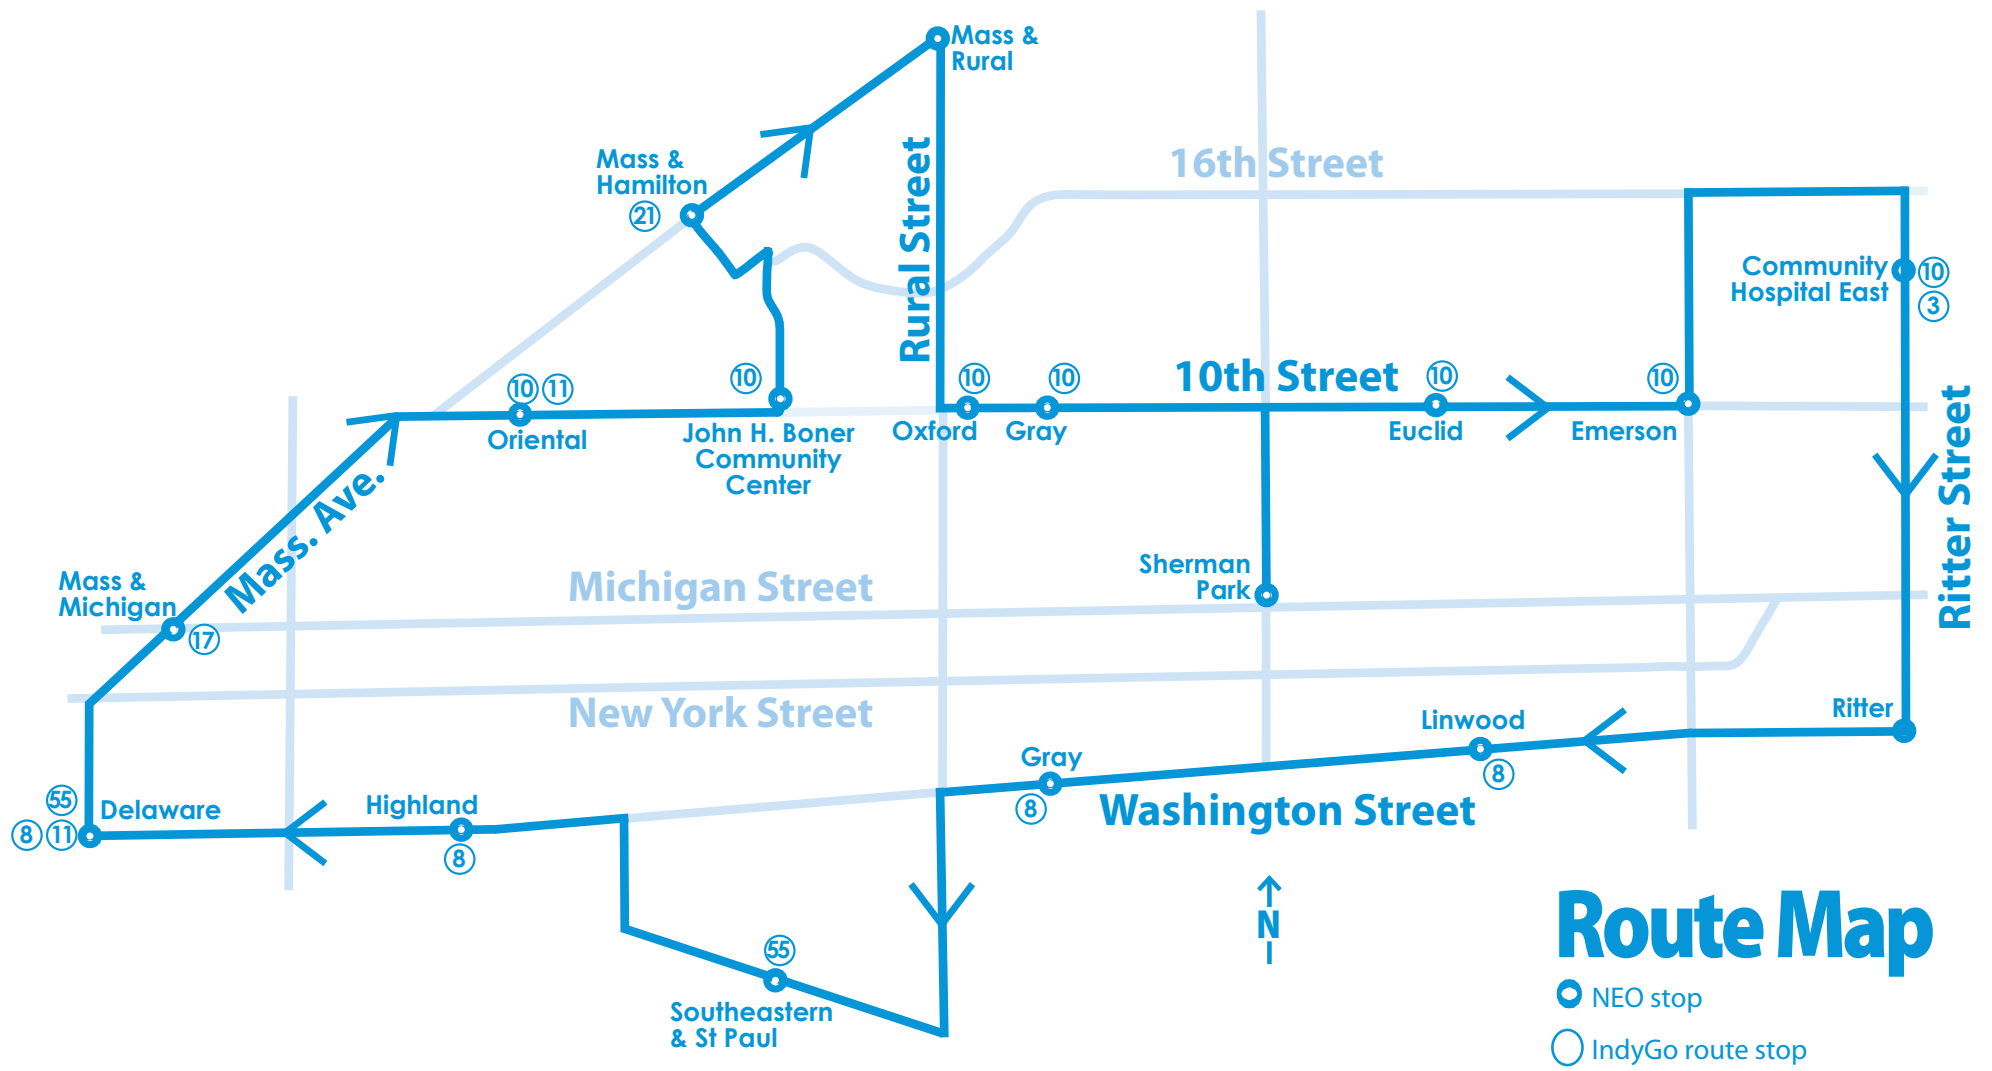 Mass &
Rural
Mass &
Hamilton
21
16th Street
Rural Street
Community
Hospital East
10
3
10 11
Oriental
10
John H. Boner
Community
Center
10
Oxford
10
Gray
10th Street
10
Euclid
10
Emerson
Ritter Street
Mass. Ave.
Mass &
Michigan
17
Michigan Street
Sherman
Park
New York Street
Ritter
Linwood
8
Gray
8
Washington Street
55
8 11
Delaware
Highland
8
55
Southeastern
& St Paul
N
Route Map
NEO stop
IndyGo route stop